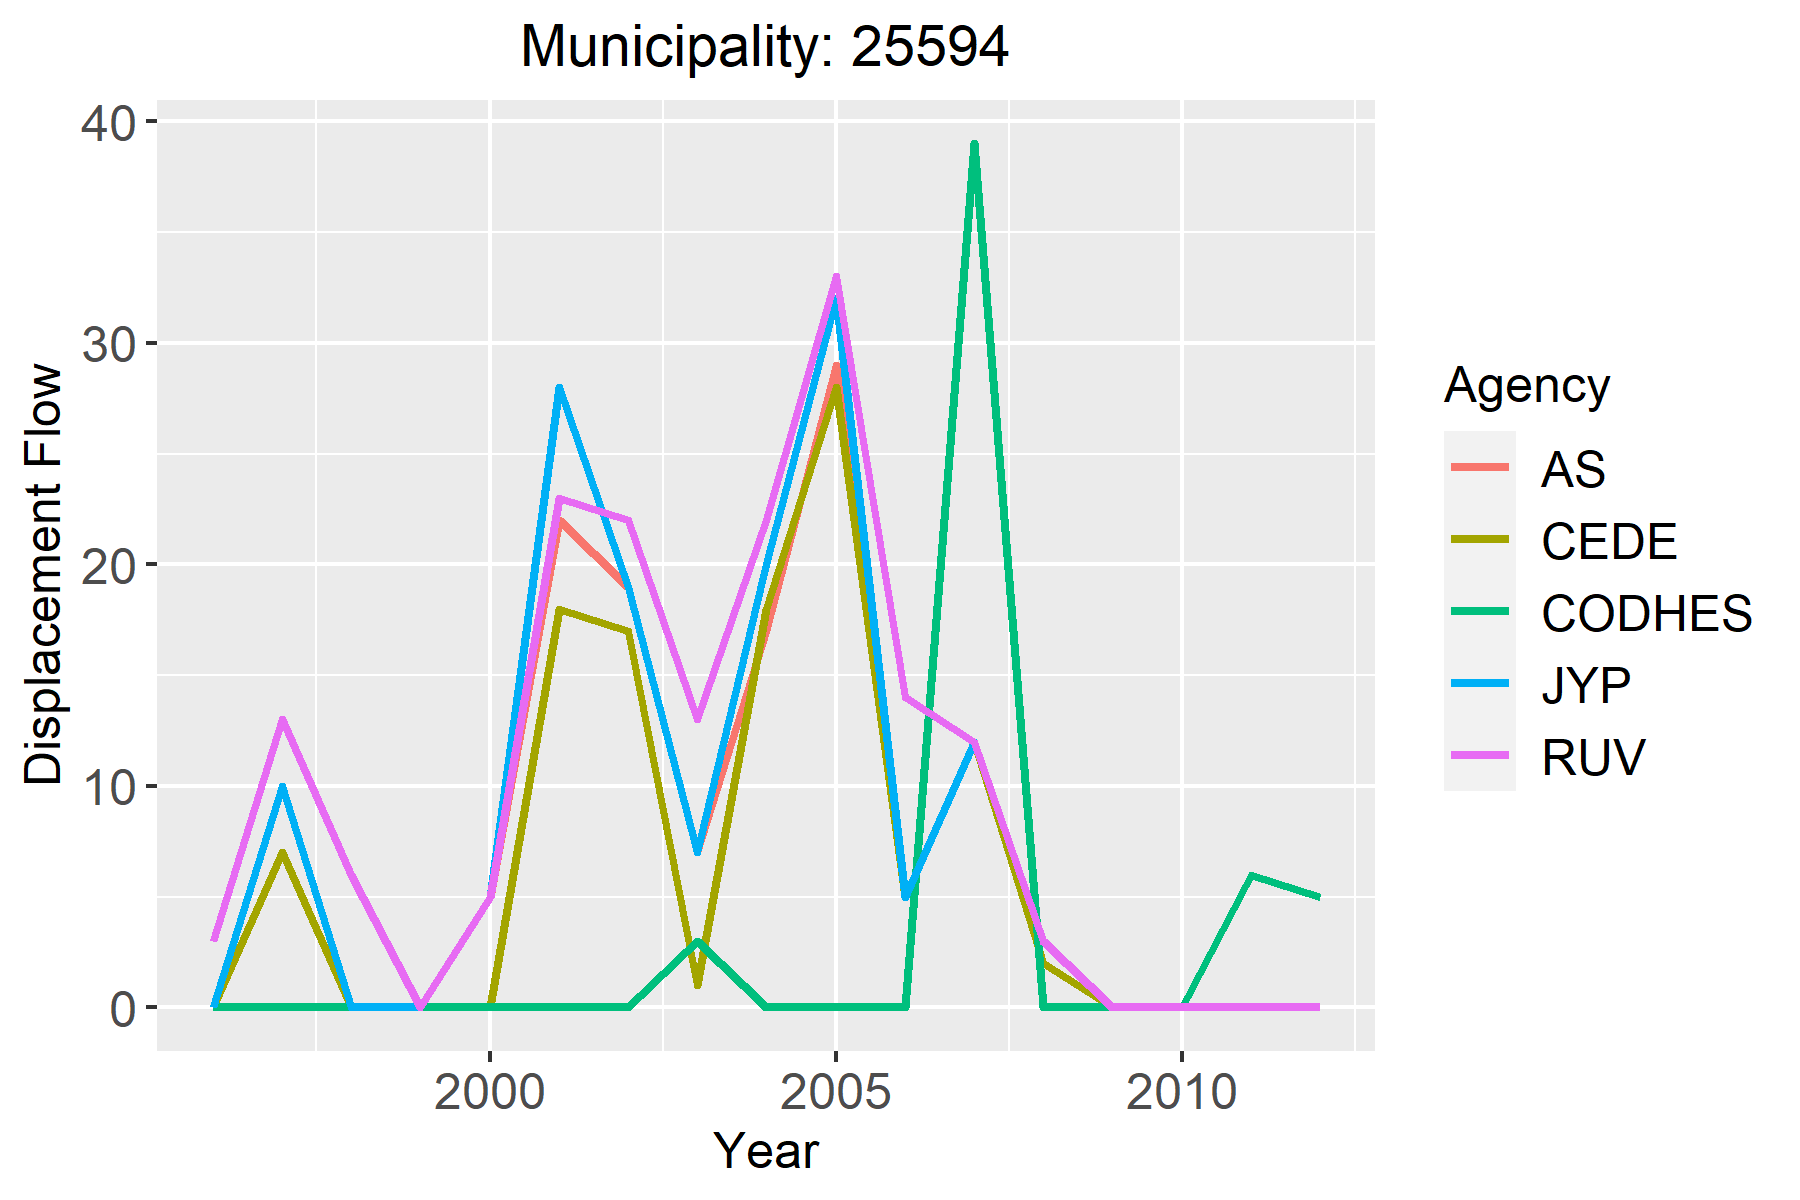 Municipality: 25594
40
30
20
10
0
Displacement Flow
2000
2005
2010
Year
Agency
AS
CEDE
CODHES
JYP
RUV